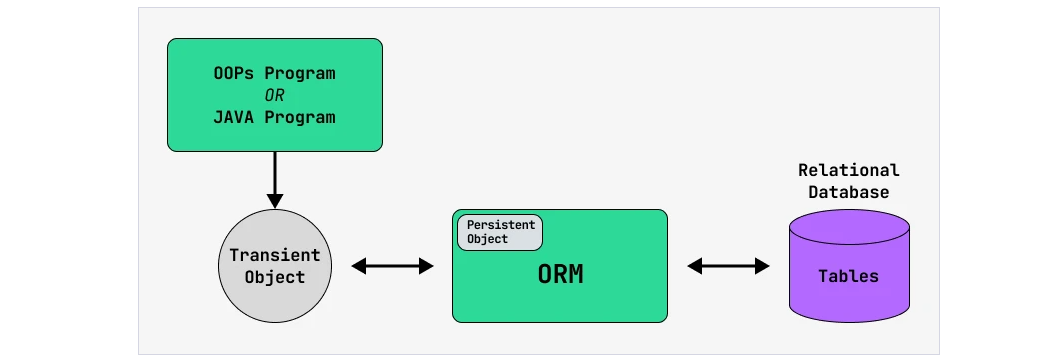 OOPs Program
OR
JAVA Program
Relational
Database
Transient
Object
Persistent
Object
ORM
Tables